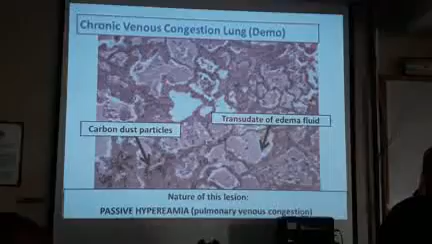 Chronic Venous Congestion Lung (Demo)
Transudate of edema fluid
Carbon dust particles
Nature of this lesion:
PASSIVE HYPEREAMIA (pulmonary venous congestion)